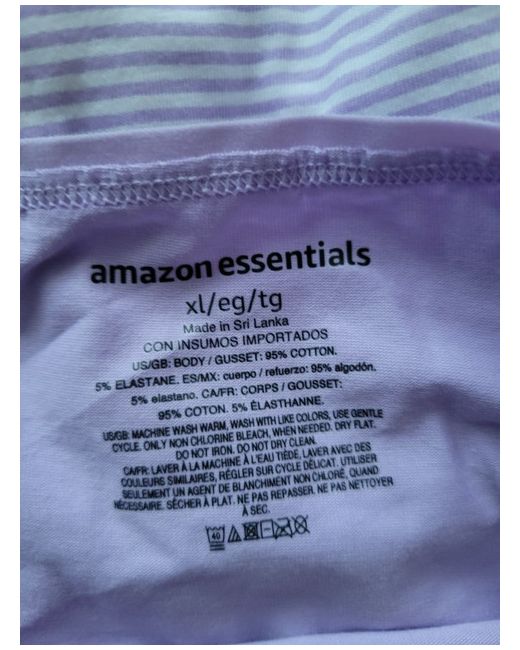 amazon essentials
xl/eg/tg
Made in Sri Lanka
CON INSUMOS IMPORTADOS
US/GB: BODY / GUSSET: 95% COTTON.
5% ELASTANE. ES/MX: cuerpo / refuerzo: 95% algodón.
5% elastano. CA/FR: CORPS / GOUSSET:
95% COTON. 5% ÉLASTHANNE.
US/GB: MACHINE WASH WARM, WASH WITH LIKE COLORS, USE GENTLE
CYCLE. ONLY NON CHLORINE BLEACH, WHEN NEEDED. DRY FLAT.
DO NOT IRON. DO NOT DRY CLEAN.
CA/FR: LAVER À LA MACHINE À L'EAU TIÈDE, LAVER AVEC DES
COULEURS SIMILAIRES, RÉGLER SUR CYCLE DÉLICAT. UTILISER
SEULEMENT UN AGENT DE BLANCHIMENT NON CHLORÉ, QUAND
NÉCESSAIRE. SÉCHER À PLAT. NE PAS REPASSER. NE PAS NETTOYER
À SEC.
40